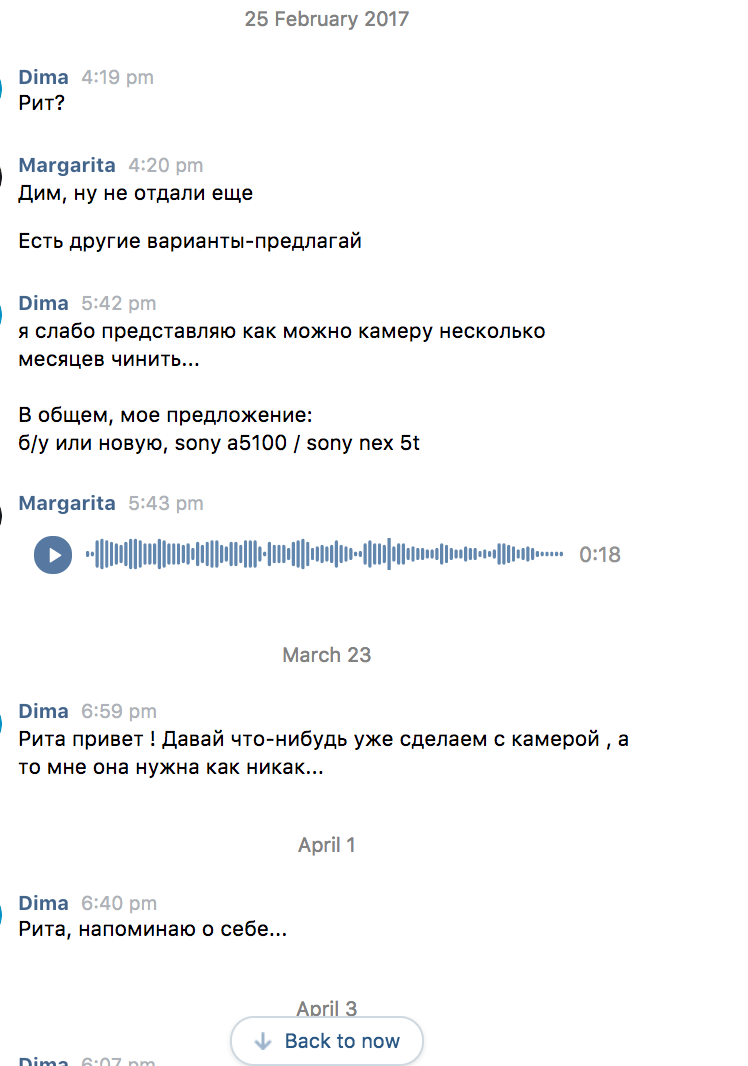 25 February 2017
Dima 4:19 pm
Рит?
Margarita 4:20 pm
Дим, ну не отдали еще
Есть другие варианты-предлагай
Dima 5:42 pm
я слабо представляю как можно камеру несколько
месяцев чинить...
В общем, мое предложение:
б/у или новую, sony a5100 / sony nex 5t
Margarita 5:43 pm
0:18
March 23
Dima 6:59 pm
Рита привет ! Давай что-нибудь уже сделаем с камерой , а
то мне она нужна как никак...
April 1
Dima 6:40 pm
Рита, напоминаю о себе...
April 3
Back to now
Dima 6:07 pm